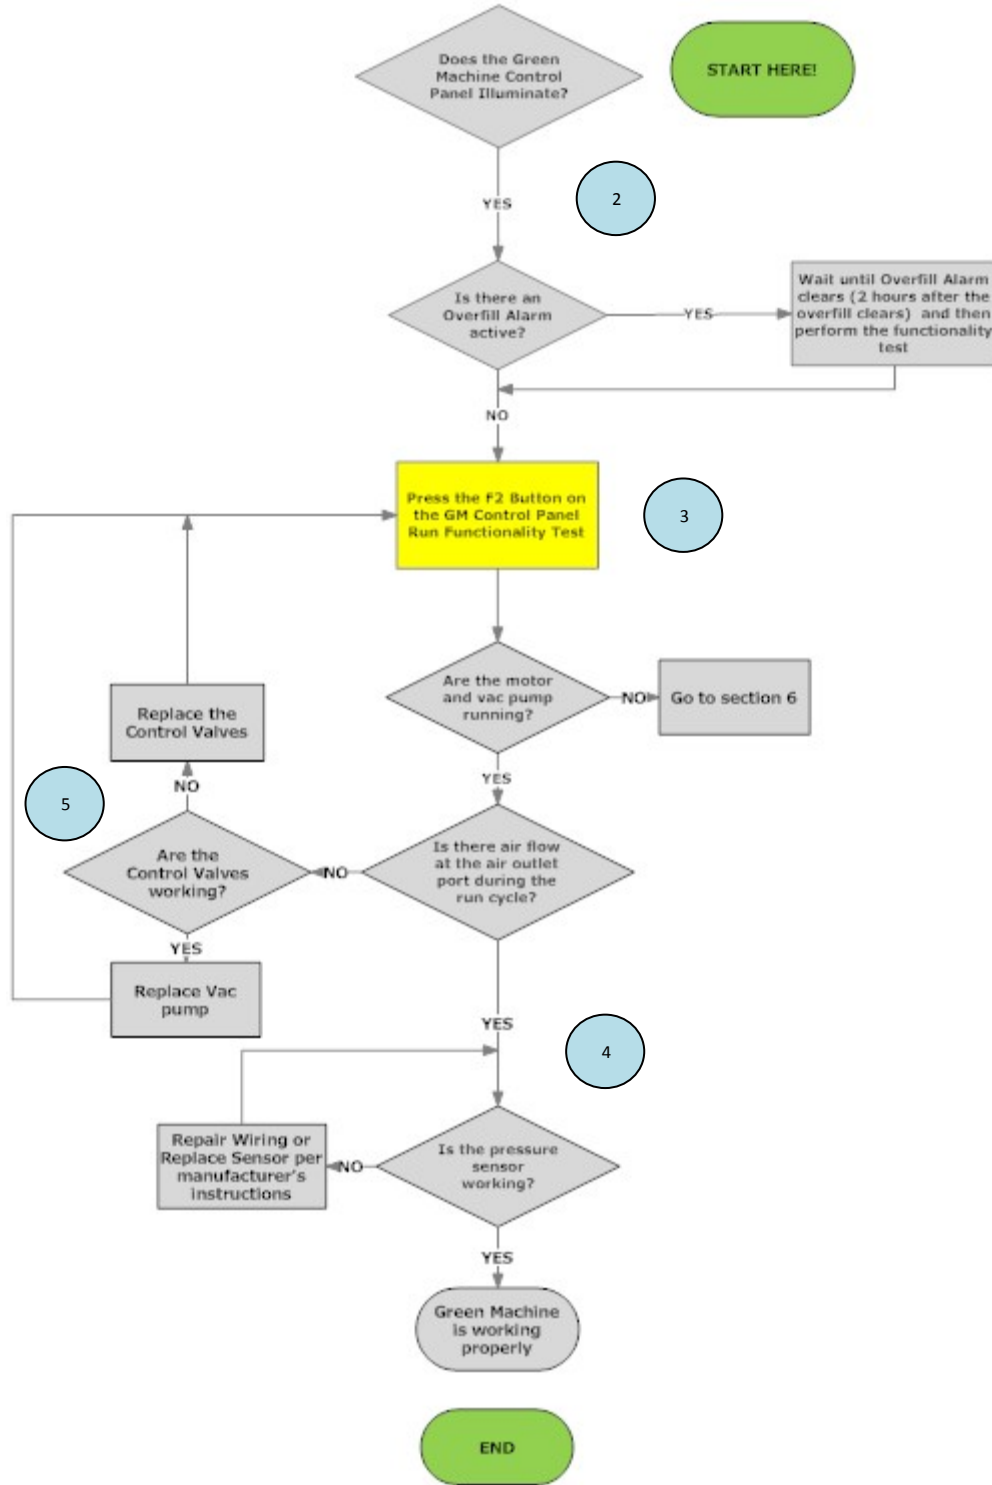 Does the Green
Machine Control
Panel Illuminate?
START HERE!
YES
2
Is there an
Overfill Alarm
active?
YES
Wait until Overfill Alarm
clears (2 hours after the
overfill clears) and then
perform the functionality
test
NO
Press the F2 Button on
the GM Control Panel
Run Functionality Test
3
Are the motor
and vac pump
running?
NO
Go to section 6
Replace the
Control Valves
YES
NO
5
Is there air flow
at the air outlet
port during the
run cycle?
NO
Are the
Control Valves
working?
YES
Replace Vac
pump
YES
4
Is the pressure
sensor
working?
NO
Repair Wiring or
Replace Sensor per
manufacturer's
instructions
YES
Green Machine
is working
properly
END